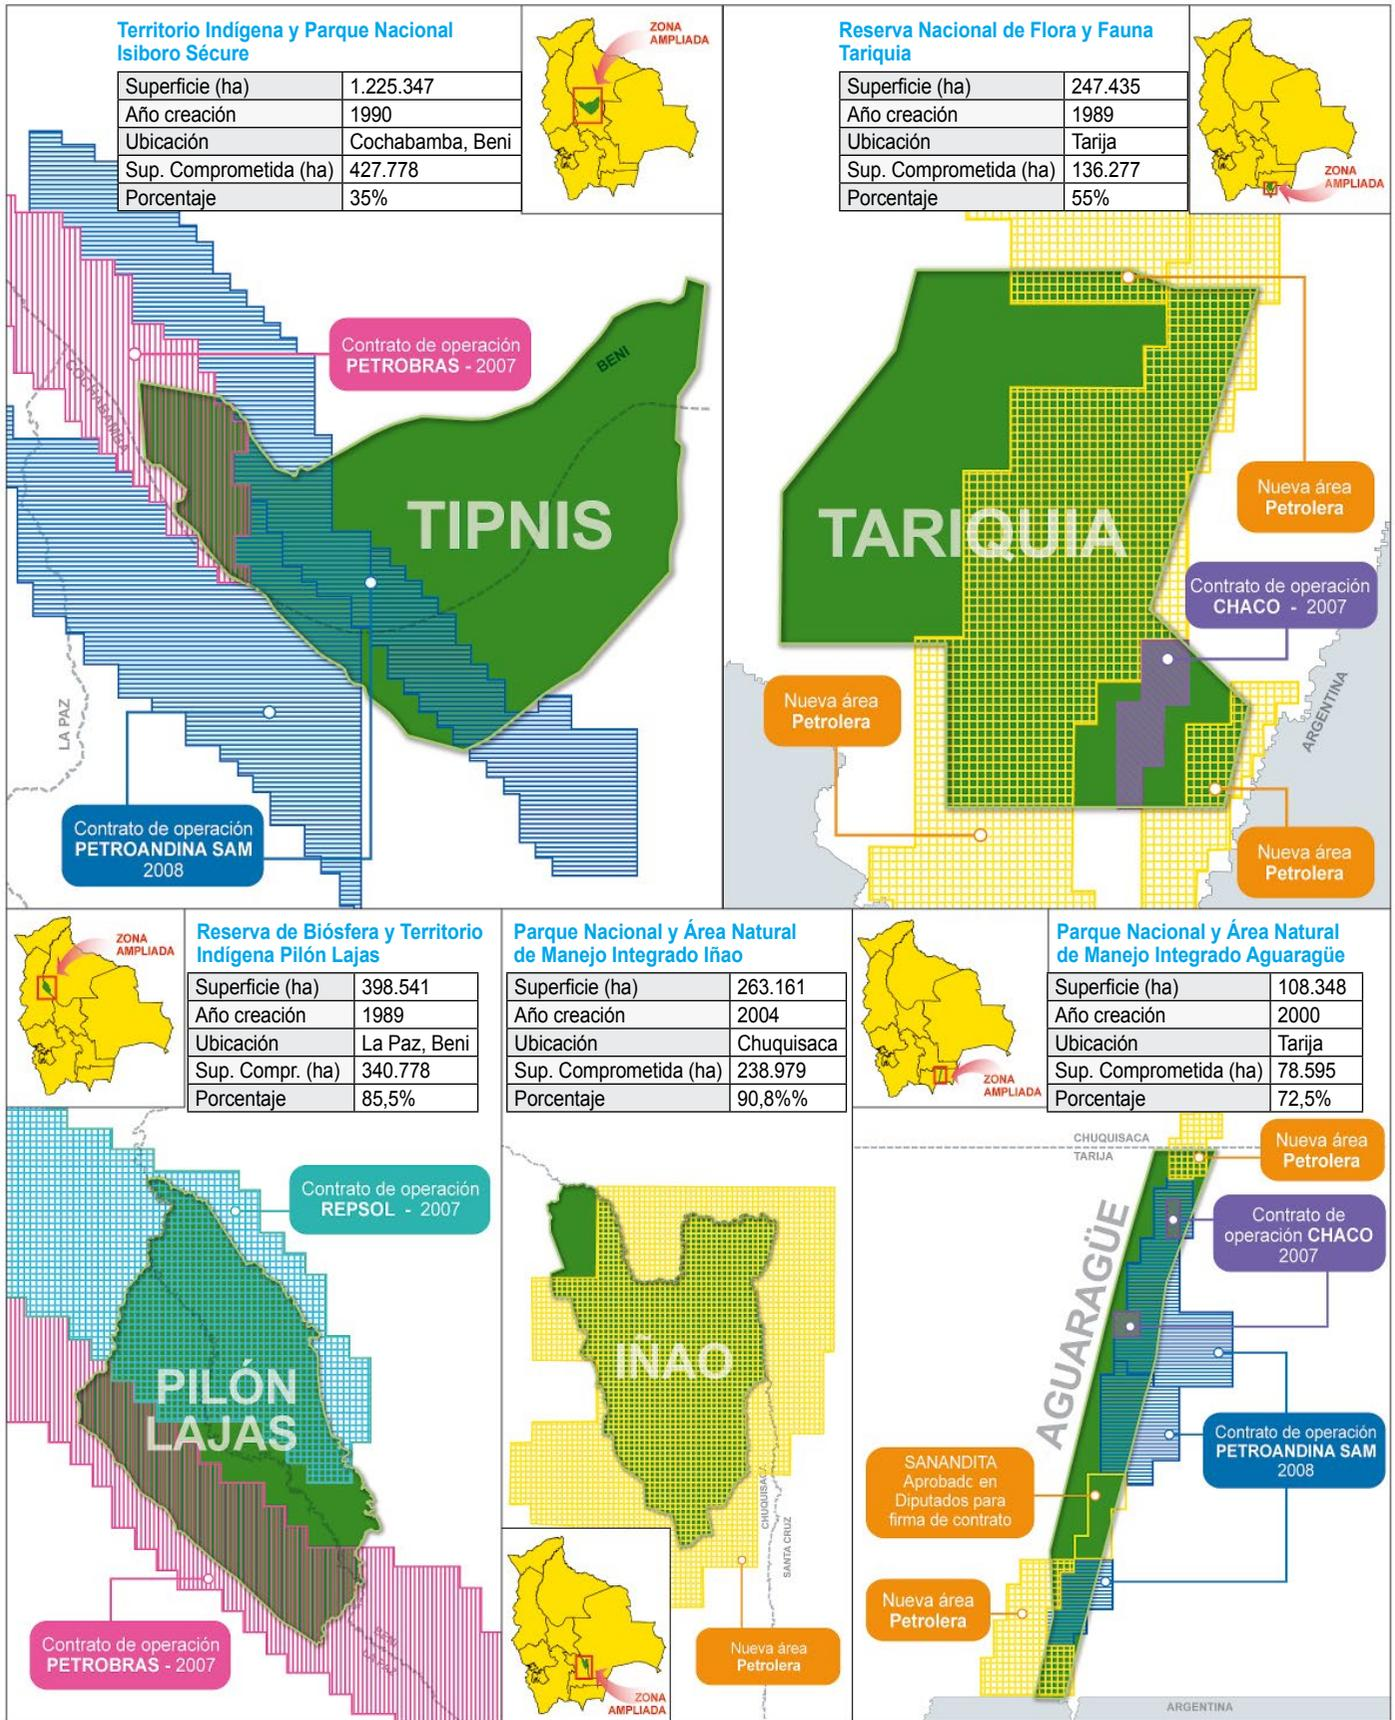 Territorio Indígena y Parque Nacional
Isiboro Sécure
Superficie (ha) 1.225.347
Año creación 1990
Ubicación Cochabamba, Beni
Sup. Comprometida (ha) 427.778
Porcentaje 35%
ZONA
AMPLIADA
Contrato de operación
PETROBRAS - 2007
COCHABAMBA
BENI
TIPNIS
LA PAZ
Contrato de operación
PETROANDINA SAM
2008
Reserva Nacional de Flora y Fauna
Tariquia
Superficie (ha) 247.435
Año creación 1989
Ubicación Tarija
Sup. Comprometida (ha) 136.277
Porcentaje 55%
ZONA
AMPLIADA
Nueva área
Petrolera
TARIQUIA
Contrato de operación
CHACO - 2007
Nueva área
Petrolera
ARGENTINA
Nueva área
Petrolera
ZONA
AMPLIADA
Reserva de Biósfera y Territorio
Indígena Pilón Lajas
Superficie (ha) 398.541
Año creación 1989
Ubicación La Paz, Beni
Sup. Compr. (ha) 340.778
Porcentaje 85,5%
Contrato de operación
REPSOL - 2007
PILÓN
LAJAS
Contrato de operación
PETROBRAS - 2007
BENI
LA PAZ
Parque Nacional y Área Natural
de Manejo Integrado Iñao
Superficie (ha) 263.161
Año creación 2004
Ubicación Chuquisaca
Sup. Comprometida (ha) 238.979
Porcentaje 90,8%%
IÑAO
CHUQUISACA
SANTA CRUZ
ZONA
AMPLIADA
Nueva área
Petrolera
ZONA
AMPLIADA
Parque Nacional y Área Natural
de Manejo Integrado Aguaragüe
Superficie (ha) 108.348
Año creación 2000
Ubicación Tarija
Sup. Comprometida (ha) 78.595
Porcentaje 72,5%
CHUQUISACA
TARIJA
Nueva área
Petrolera
AGUARAGÜE
Contrato de
operación CHACO
2007
Contrato de operación
PETROANDINA SAM
2008
SANANDITA
Aprobadc en
Diputados para
firma de contrato
Nueva área
Petrolera
ARGENTINA